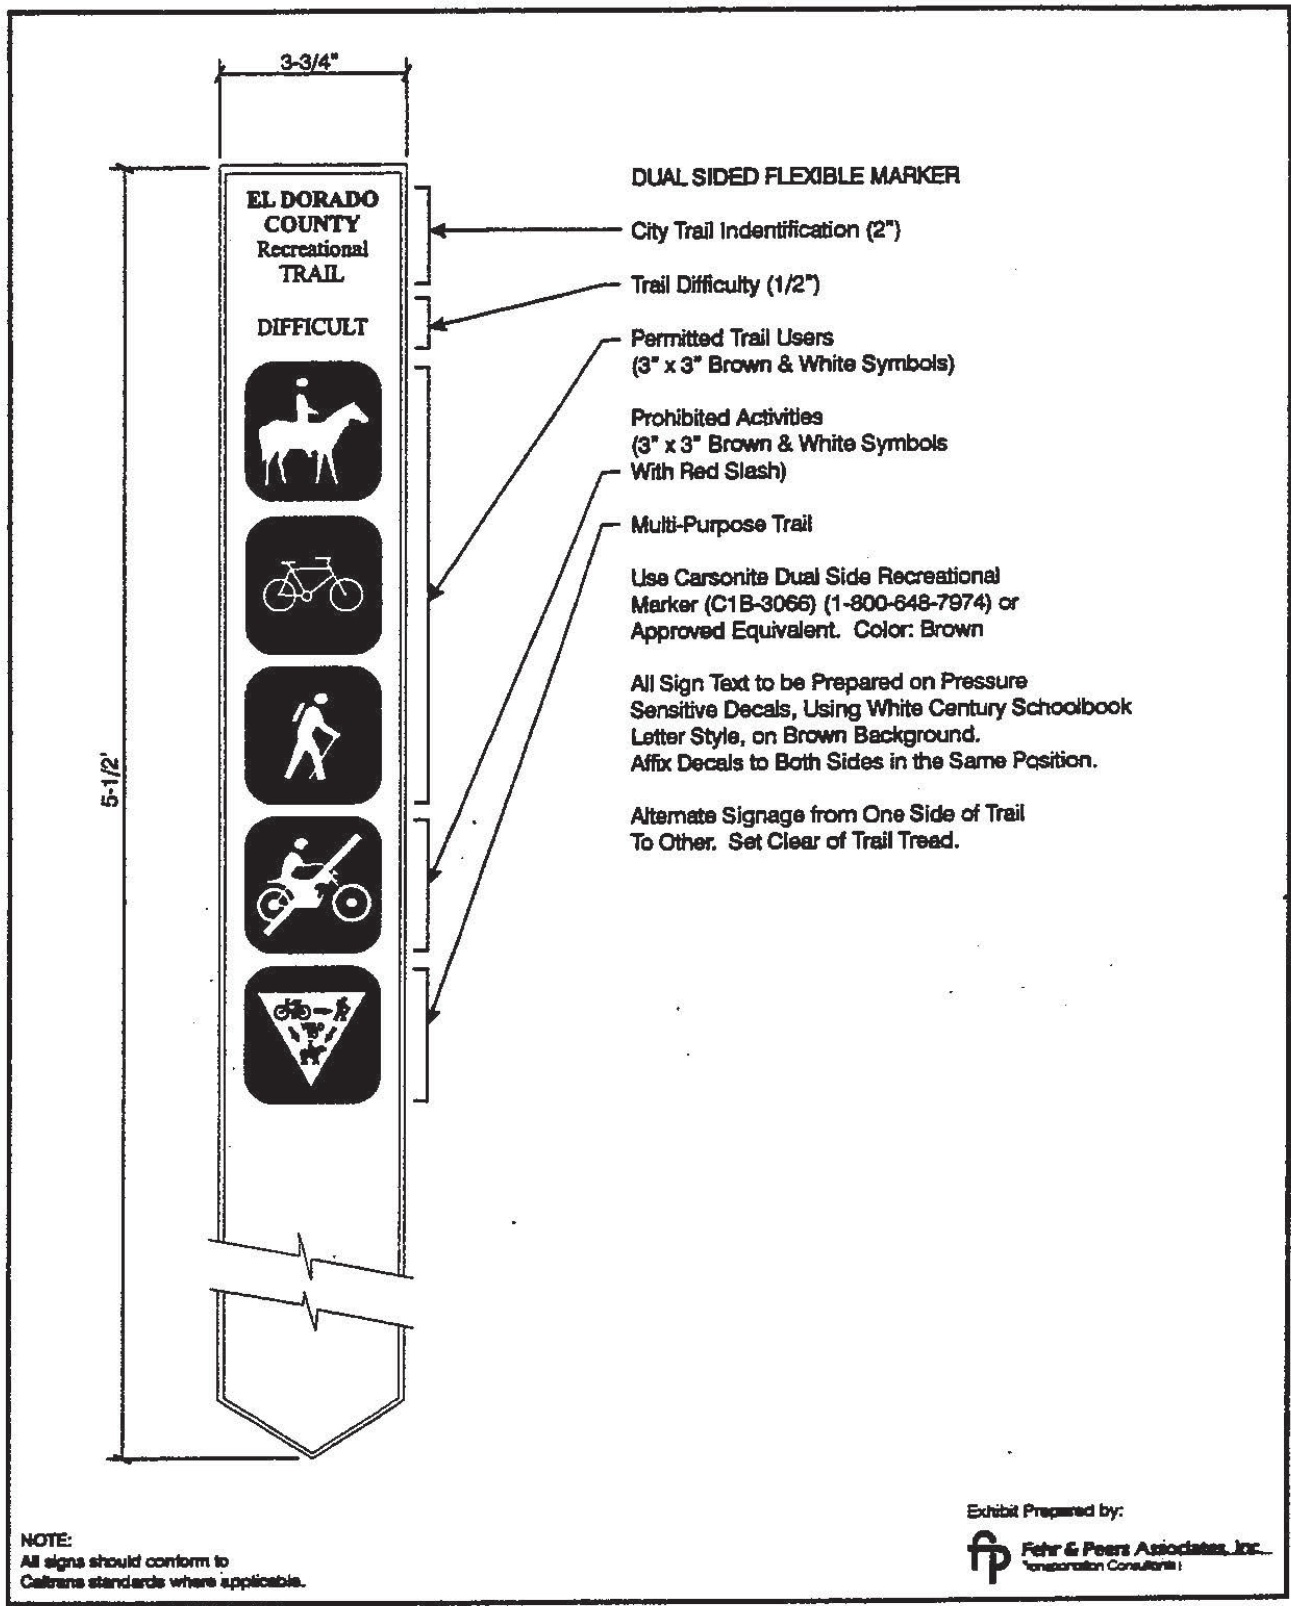 3-3/4"
5-1/2'
EL DORADO
COUNTY
Recreational
TRAIL
DIFFICULT
DUAL SIDED FLEXIBLE MARKER
City Trail Indentification (2")
Trail Difficulty (1/2")
Permitted Trail Users
(3" x 3" Brown & White Symbols)
Prohibited Activities
(3" x 3" Brown & White Symbols
With Red Slash)
Multi-Purpose Trail
Use Carsonite Dual Side Recreational
Marker (C1B-3066) (1-800-648-7974) or
Approved Equivalent. Color: Brown
All Sign Text to be Prepared on Pressure
Sensitive Decals, Using White Century Schoolbook
Letter Style, on Brown Background.
Affix Decals to Both Sides in the Same Position.
Alternate Signage from One Side of Trail
To Other. Set Clear of Trail Tread.
NOTE:
All signs should conform to
Caltrans standards where applicable.
Exhibit Prepared by:
fp
Fehr & Peers Associates, Inc.
Transportation Consultants